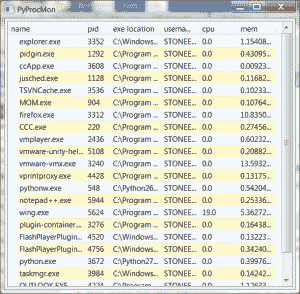 PyProcMon
name pid exe location userna... cpu mem
explorer.exe 3352 C:\Windows... STONEE... 0.0 1.15408...
pidgin.exe 1292 C:\Program ... STONEE... 0.0 0.43095...
ccApp.exe 3608 C:\Program ... STONEE... 0.0 0.00923...
jusched.exe 1128 C:\Program ... STONEE... 0.0 0.11682...
TSVNCache.exe 3536 C:\Program ... STONEE... 0.0 0.10233...
MOM.exe 904 C:\Program ... STONEE... 0.0 0.10764...
firefox.exe 3312 C:\Program ... STONEE... 0.0 10.8350...
CCC.exe 220 C:\Program ... STONEE... 0.0 0.27456...
vmplayer.exe 2436 C:\Program ... STONEE... 0.0 0.60232...
vmware-unity-hel... 5108 C:\Program ... STONEE... 0.0 0.20882...
vmware-vmx.exe 3240 C:\Program ... STONEE... 0.0 13.5932...
vprintproxy.exe 4428 C:\Program ... STONEE... 0.0 0.13175...
pythonw.exe 548 C:\Python26... STONEE... 0.0 0.54204...
notepad++.exe 5944 C:\Program ... STONEE... 0.0 0.25336...
wing.exe 5624 C:\Program ... STONEE... 19.0 5.36272...
plugin-container... 3276 C:\Program ... STONEE... 0.0 0.16438...
FlashPlayerPlugin... 4520 C:\Windows... STONEE... 0.0 0.13223...
FlashPlayerPlugin... 4756 C:\Windows... STONEE... 0.0 0.34240...
python.exe 3672 C:\Python27... STONEE... 0.0 0.39976...
taskmgr.exe 3984 C:\Windows... STONEE... 0.0 0.14242...
OUTLOOK.EXE 4224 C:\Program ... STONEE... 0.0